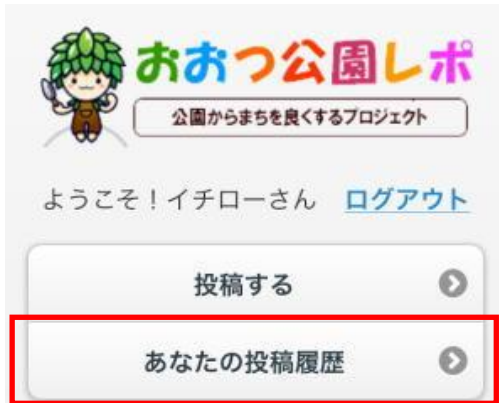 おおつ公園レポ
公園からまちを良くするプロジェクト
ようこそ！イチローさん ログアウト
投稿する
あなたの投稿履歴